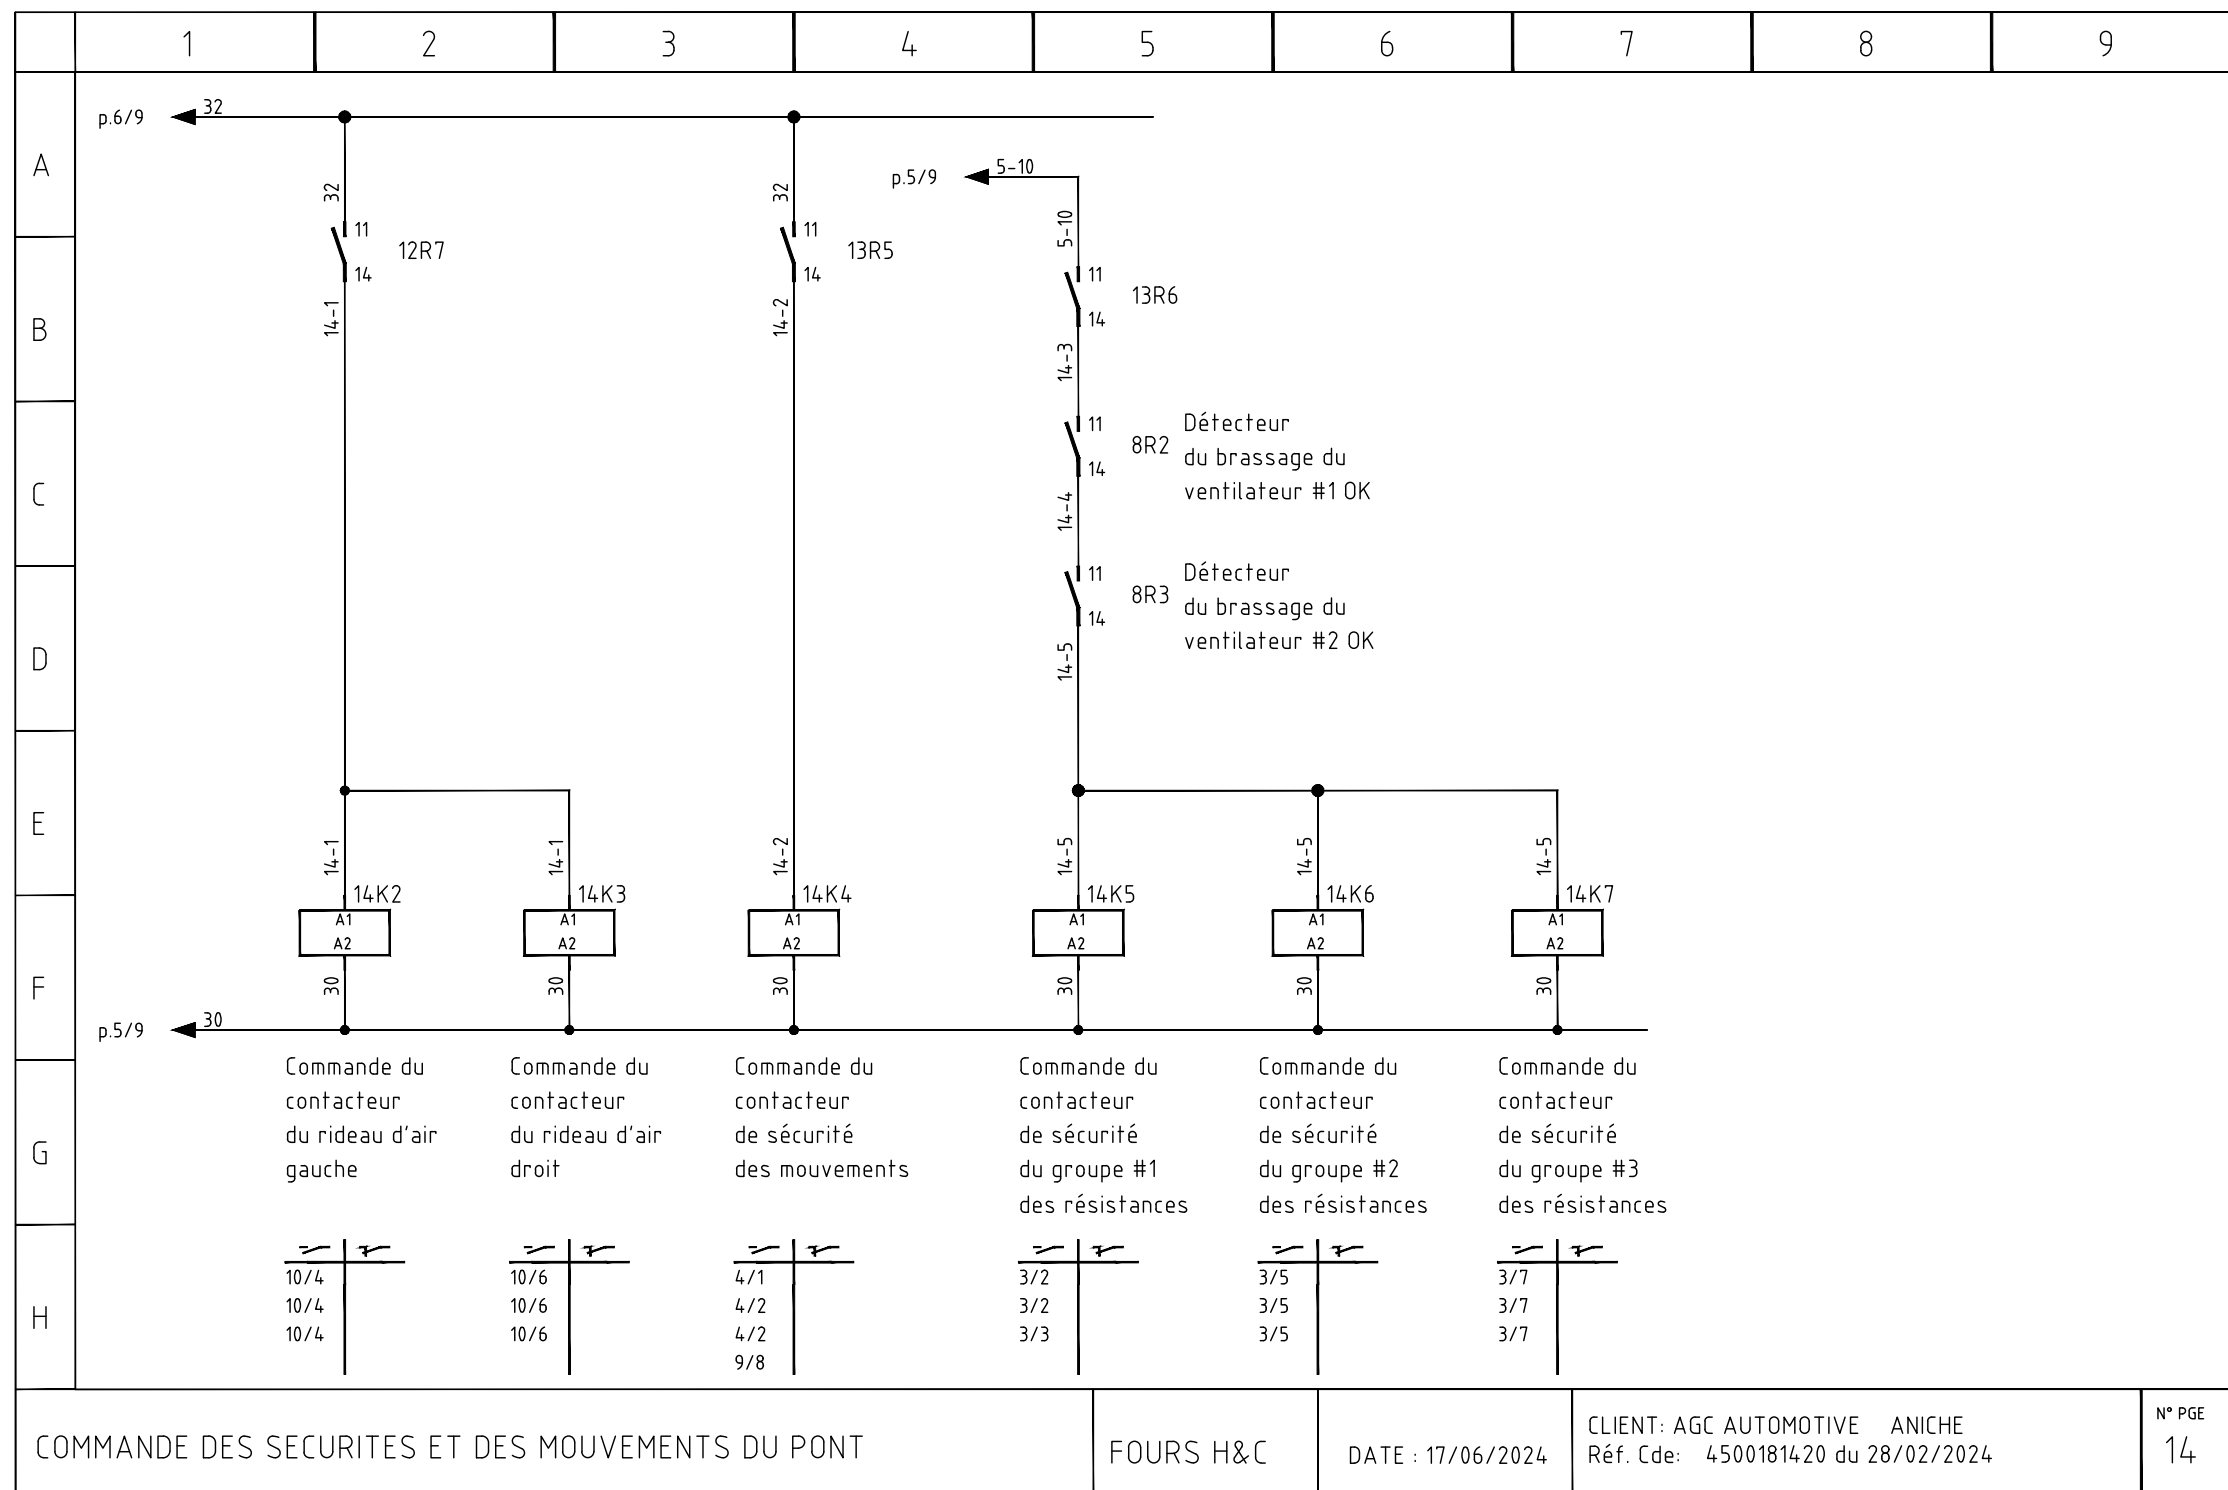 1 2 3 4 5 6 7 8 9
A
B
C
D
E
F
G
H
p.6/9
32
32
11
14
12R7
14-1
32
11
14
13R5
14-2
p.5/9
5-10
5-10
11
14
13R6
14-3
11
14
8R2
Détecteur
du brassage du
ventilateur #1 OK
14-4
11
14
8R3
Détecteur
du brassage du
ventilateur #2 OK
14-5
14-1
14-1
14-2
14-5
14-5
14-5
14K2
A1
A2
30
14K3
A1
A2
30
14K4
A1
A2
30
14K5
A1
A2
30
14K6
A1
A2
30
14K7
A1
A2
30
p.5/9
30
Commande du
contacteur
du rideau d'air
gauche
Commande du
contacteur
du rideau d'air
droit
Commande du
contacteur
de sécurité
des mouvements
Commande du
contacteur
de sécurité
du groupe #1
des résistances
Commande du
contacteur
de sécurité
du groupe #2
des résistances
Commande du
contacteur
de sécurité
du groupe #3
des résistances
10/4
10/4
10/4
10/6
10/6
10/6
4/1
4/2
4/2
9/8
3/2
3/2
3/3
3/5
3/5
3/5
3/7
3/7
3/7
COMMANDE DES SECURITES ET DES MOUVEMENTS DU PONT
FOURS H&C
DATE : 17/06/2024
CLIENT: AGC AUTOMOTIVE ANICHE
Réf. Cde: 4500181420 du 28/02/2024
N° PGE
14